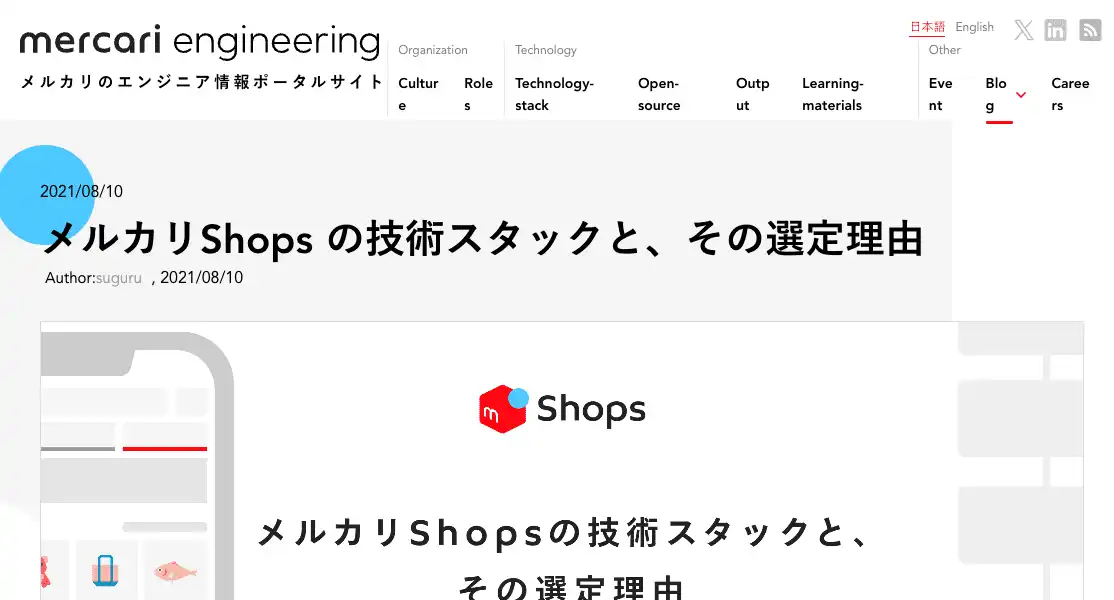 mercari engineering
メルカリのエンジニア情報ポータルサイト
日本語 English
Organization
Culture
Roles
Technology
Technology-stack
Open-source
Output
Learning-materials
Other
Event
Blog
Careers
2021/08/10
メルカリShops の技術スタックと、その選定理由
Author:suguru , 2021/08/10
m Shops
メルカリShopsの技術スタックと、
その選定理由